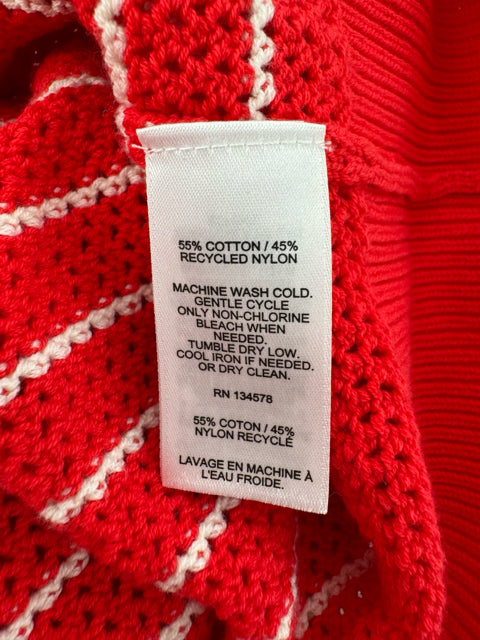 55% COTTON / 45%
RECYCLED NYLON
MACHINE WASH COLD.
GENTLE CYCLE
ONLY NON-CHLORINE
BLEACH WHEN
NEEDED.
TUMBLE DRY LOW.
COOL IRON IF NEEDED.
OR DRY CLEAN.
RN 134578
55% COTTON / 45%
NYLON RECYCLÉ
LAVAGE EN MACHINE À
L'EAU FROIDE.